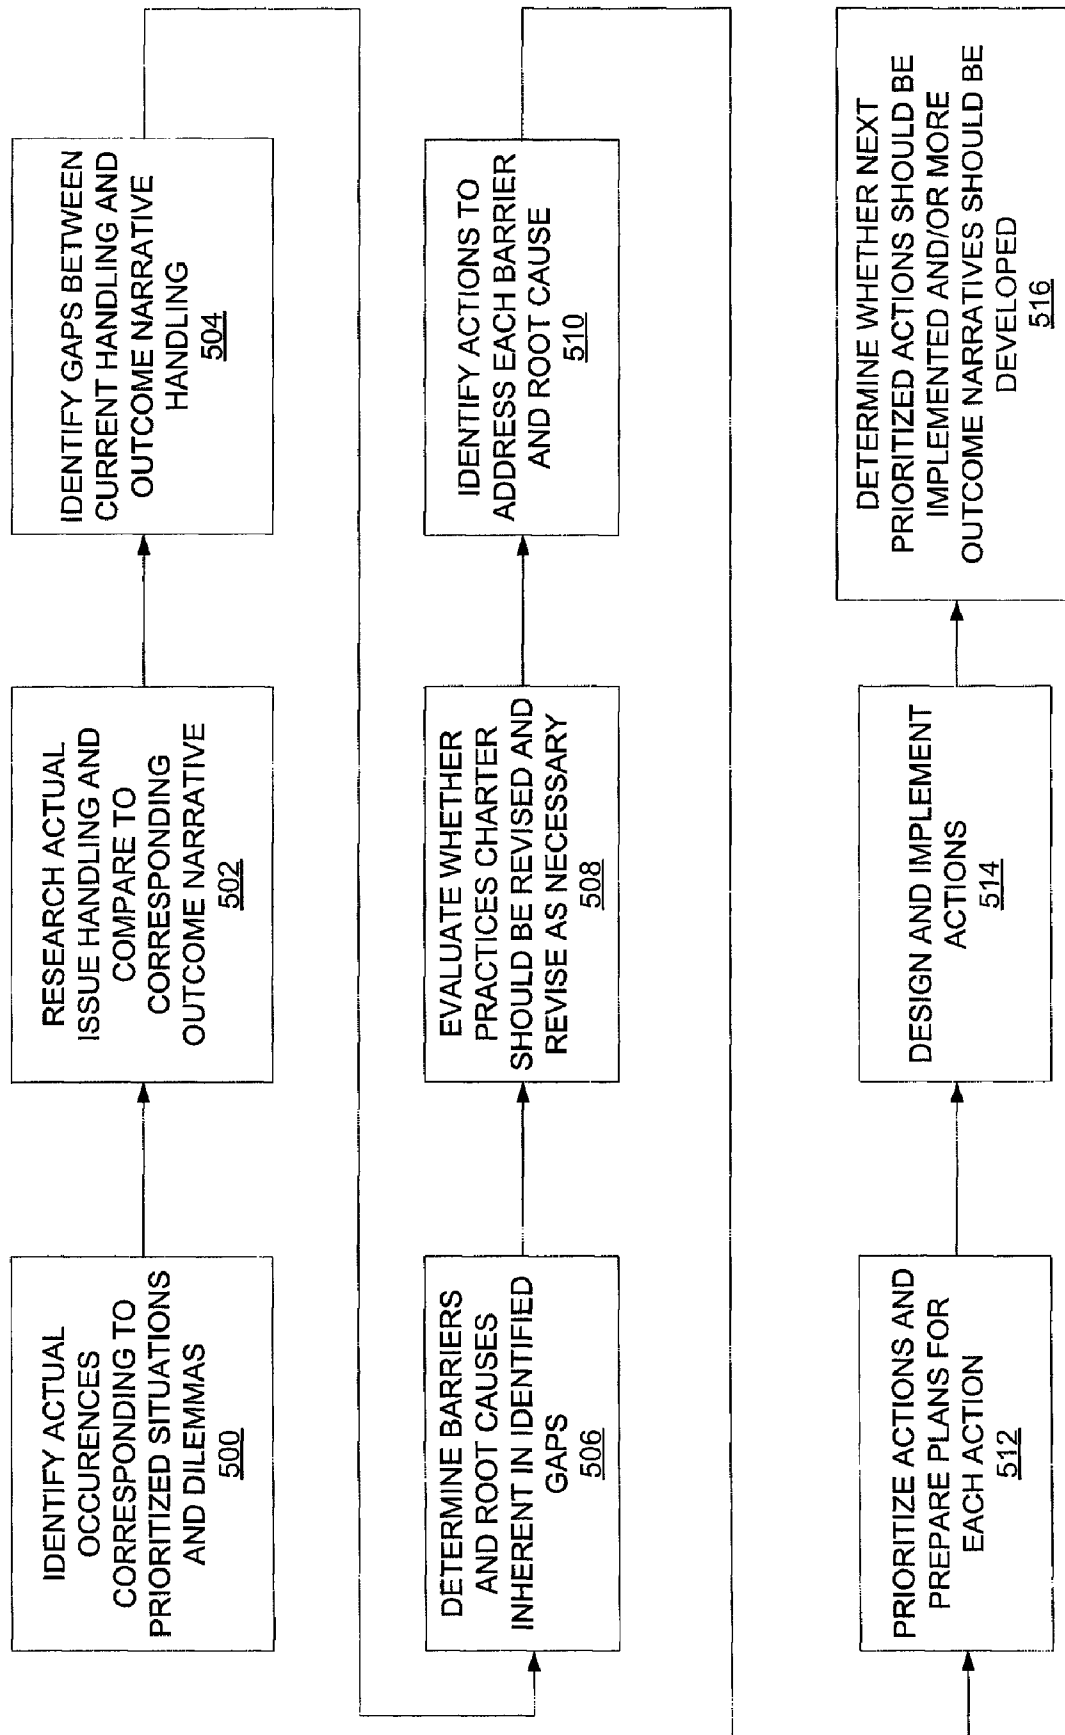 IDENTIFY ACTUAL
OCCURENCES
CORRESPONDING TO
PRIORITIZED SITUATIONS
AND DILEMMAS
500
RESEARCH ACTUAL
ISSUE HANDLING AND
COMPARE TO
CORRESPONDING
OUTCOME NARRATIVE
502
IDENTIFY GAPS BETWEEN
CURRENT HANDLING AND
OUTCOME NARRATIVE
HANDLING
504
DETERMINE BARRIERS
AND ROOT CAUSES
INHERENT IN IDENTIFIED
GAPS
506
EVALUATE WHETHER
PRACTICES CHARTER
SHOULD BE REVISED AND
REVISE AS NECESSARY
508
IDENTIFY ACTIONS TO
ADDRESS EACH BARRIER
AND ROOT CAUSE
510
PRIORITIZE ACTIONS AND
PREPARE PLANS FOR
EACH ACTION
512
DESIGN AND IMPLEMENT
ACTIONS
514
DETERMINE WHETHER NEXT
PRIORITIZED ACTIONS SHOULD BE
IMPLEMENTED AND/OR MORE
OUTCOME NARRATIVES SHOULD BE
DEVELOPED
516